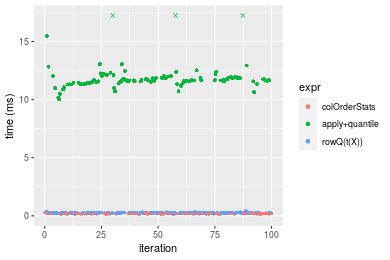 15
10
5
0
time (ms)
0
25
50
75
100
iteration
expr
colOrderStats
apply+quantile
rowQ(t(X))